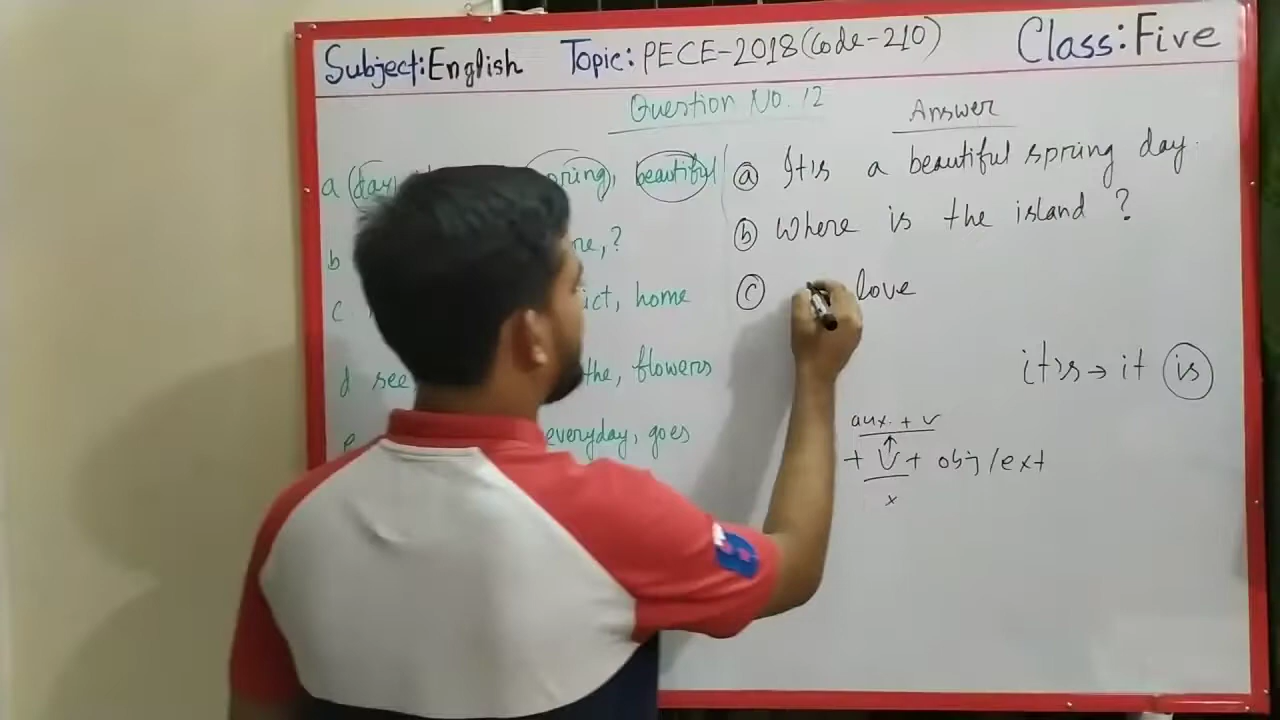 Subject:English Topic: PECE-2018(Code-210) Class:Five
Question No. 12 Answer
a (day, spring, beautiful
b ?
c ict, home
d see the, flowers
e everyday, goes
(a) It is a beautiful spring day.
(b) Where is the island ?
(c) love
it is → it is
aux. + v
+ V + obj/ext
x